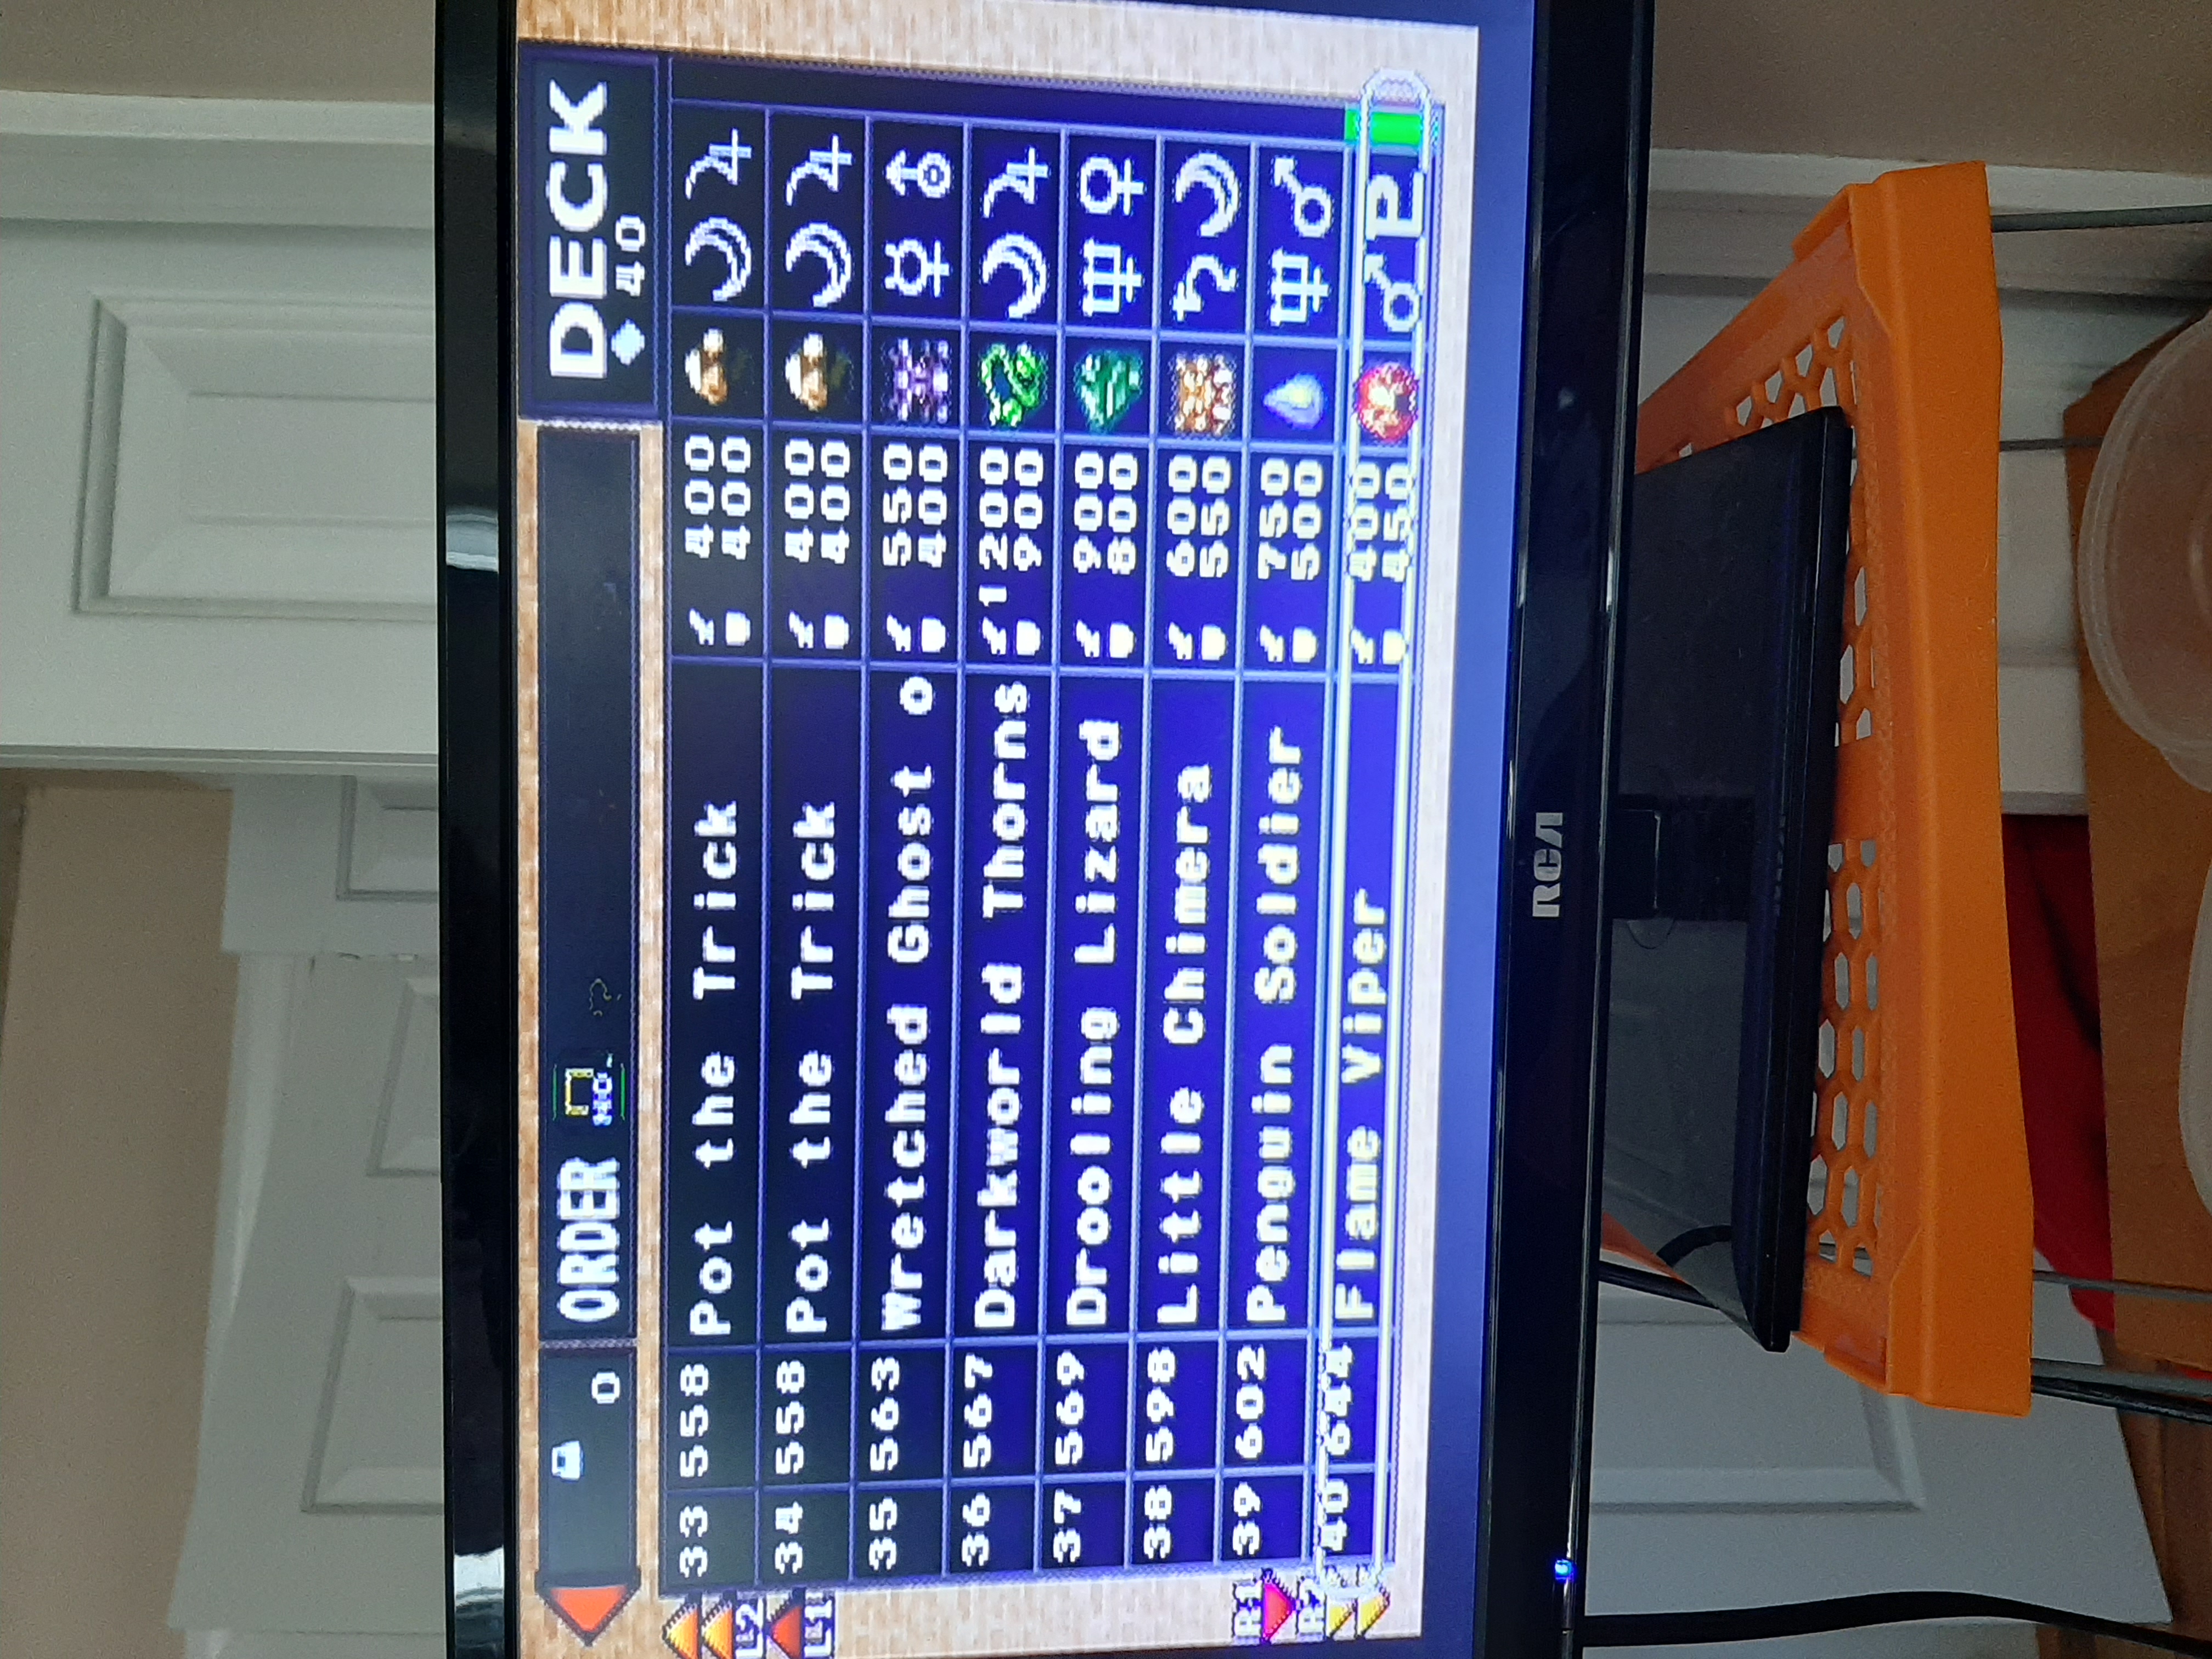 0 ORDER NO. DECK
40
33 558 Pot the Trick 400
400
L2
34 558 Pot the Trick 400
400
L1
35 563 Wretched Ghost o 550
400
36 567 Darkworld Thorns 1200
900
37 569 Drooling Lizard 900
800
38 598 Little Chimera 600
550
R1
39 602 Penguin Soldier 750
500
R2
40 644 Flame Viper 400
450
RCA